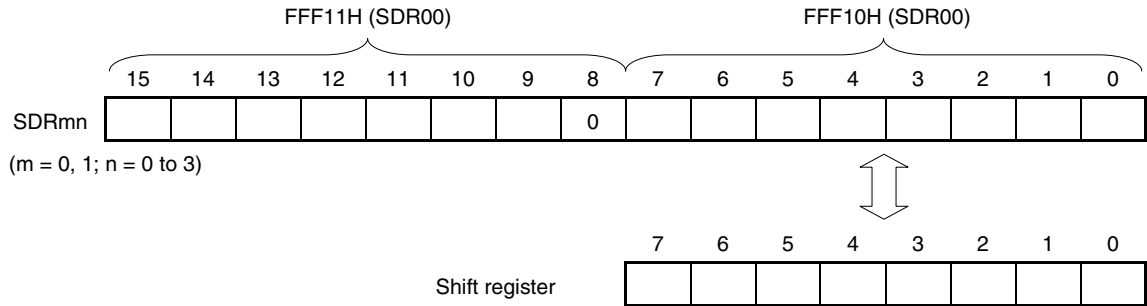 FFF11H (SDR00) FFF10H (SDR00)
15 14 13 12 11 10 9 8 7 6 5 4 3 2 1 0
SDRmn 0
(m = 0, 1; n = 0 to 3)
7 6 5 4 3 2 1 0
Shift register